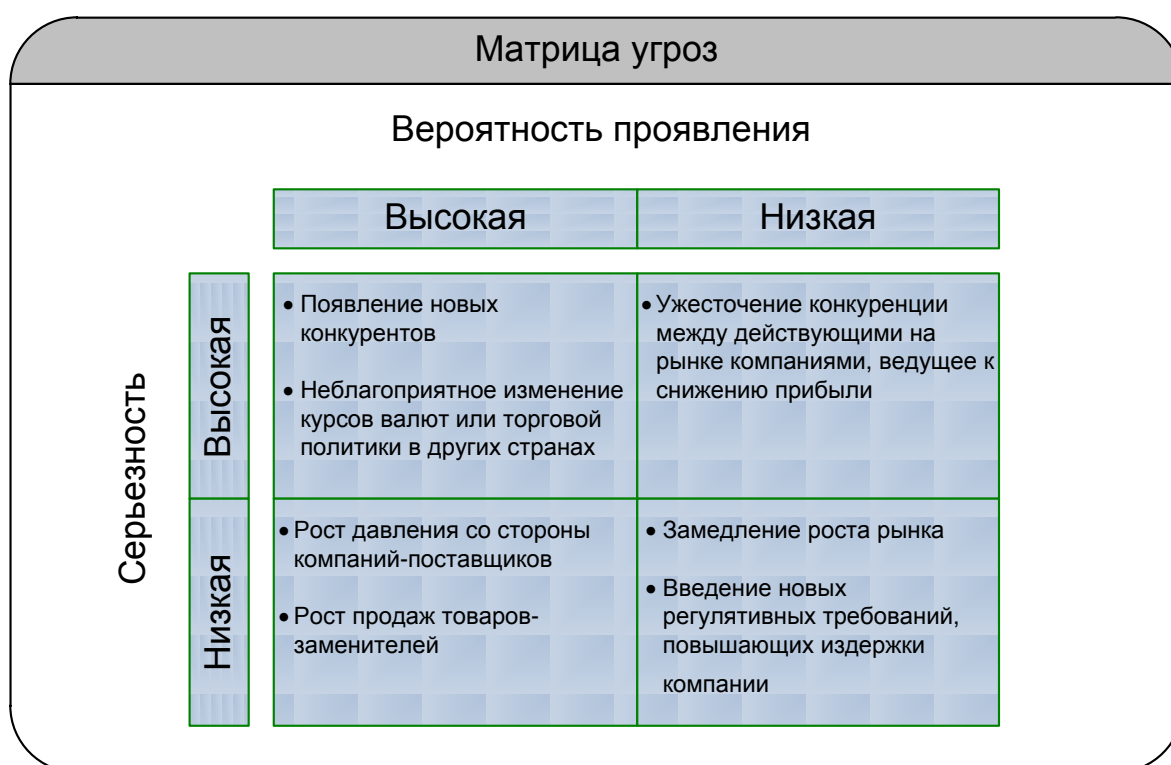 Матрица угроз
Вероятность проявления
Высокая
Низкая
Серьезность
Высокая
• Появление новых
конкурентов
• Неблагоприятное изменение
курсов валют или торговой
политики в других странах
• Ужесточение конкуренции
между действующими на
рынке компаниями, ведущее к
снижению прибыли
Низкая
• Рост давления со стороны
компаний-поставщиков
• Рост продаж товаров-
заменителей
• Замедление роста рынка
• Введение новых
регулятивных требований,
повышающих издержки
компании